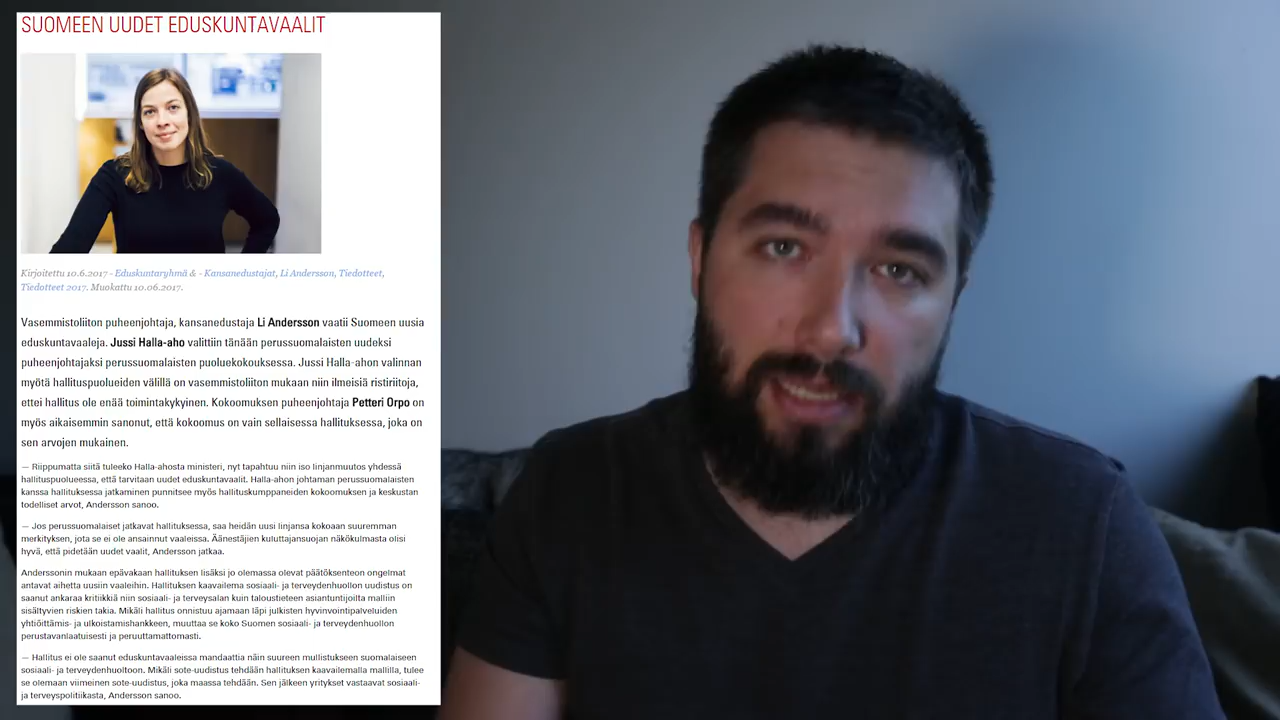 SUOMEEN UUDET EDUSKUNTAVAALIT
Kirjoitettu 10.6.2017 - Eduskuntaryhmä & - Kansanedustajat, Li Andersson, Tiedotteet,
Tiedotteet 2017. Muokattu 10.06.2017.
Vasemmistoliiton puheenjohtaja, kansanedustaja Li Andersson vaatii Suomeen uusia
eduskuntavaaleja. Jussi Halla-aho valittiin tänään perussuomalaisten uudeksi
puheenjohtajaksi perussuomalaisten puoluekokouksessa. Jussi Halla-ahon valinnan
myötä hallituspuolueiden välillä on vasemmistoliiton mukaan niin ilmeisiä ristiriitoja,
ettei hallitus ole enää toimintakykyinen. Kokoomuksen puheenjohtaja Petteri Orpo on
myös aikaisemmin sanonut, että kokoomus on vain sellaisessa hallituksessa, joka on
sen arvojen mukainen.
— Riippumatta siitä tuleeko Halla-ahosta ministeri, nyt tapahtuu niin iso linjanmuutos yhdessä
hallituspuolueessa, että tarvitaan uudet eduskuntavaalit. Halla-ahon johtaman perussuomalaisten
kanssa hallituksessa jatkaminen punnitsee myös hallituskumppaneiden kokoomuksen ja keskustan
todelliset arvot, Andersson sanoo.
— Jos perussuomalaiset jatkavat hallituksessa, saa heidän uusi linjansa kokoaan suuremman
merkityksen, jota se ei ole ansainnut vaaleissa. Äänestäjien kuluttajansuojan näkökulmasta olisi
hyvä, että pidetään uudet vaalit, Andersson jatkaa.
Anderssonin mukaan epävakaan hallituksen lisäksi jo olemassa olevat päätöksenteon ongelmat
antavat aihetta uusiin vaaleihin. Hallituksen kaavailema sosiaali- ja terveydenhuollon uudistus on
saanut ankaraa kritiikkiä niin sosiaali- ja terveysalan kuin taloustieteen asiantuntijoilta malliin
sisältyvien riskien takia. Mikäli hallitus onnistuu ajamaan läpi julkisten hyvinvointipalveluiden
yhtiöittämis- ja ulkoistamishankkeen, muuttaa se koko Suomen sosiaali- ja terveydenhuollon
perustavanlaatuisesti ja peruuttamattomasti.
— Hallitus ei ole saanut eduskuntavaaleissa mandaattia näin suureen mullistukseen suomalaiseen
sosiaali- ja terveydenhuoltoon. Mikäli sote-uudistus tehdään hallituksen kaavailemalla mallilla, tulee
se olemaan viimeinen sote-uudistus, joka maassa tehdään. Sen jälkeen yritykset vastaavat sosiaali-
ja terveyspolitiikasta, Andersson sanoo.